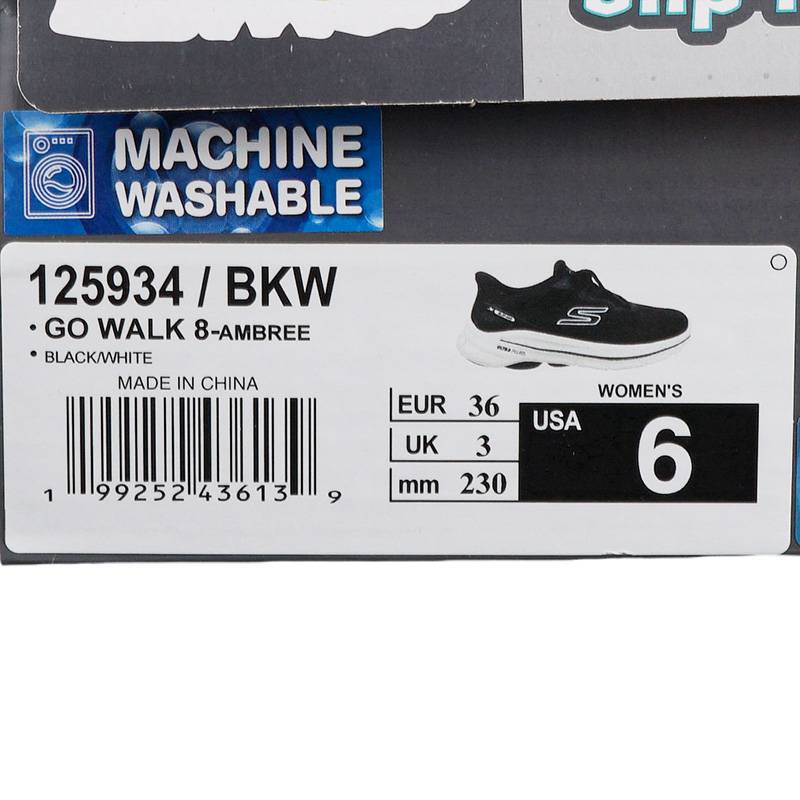 Slip
MACHINE
WASHABLE
125934 / BKW
• GO WALK 8-AMBREE
• BLACK/WHITE
MADE IN CHINA
1 99252 43613 9
WOMEN'S
EUR 36
UK 3
mm 230
USA 6